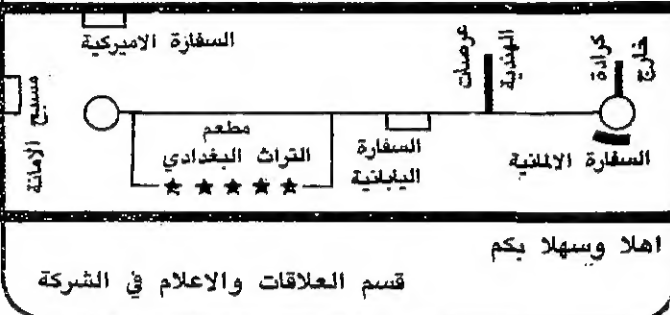 السفارة الاميركية
عرصات
الهندية
كرادة
خارج
مسبح الامانة
مطعم
التراث البغدادي
السفارة
اليابانية
السفارة الالمانية
اهلا وسهلا بكم
قسم العلاقات والاعلام في الشركة